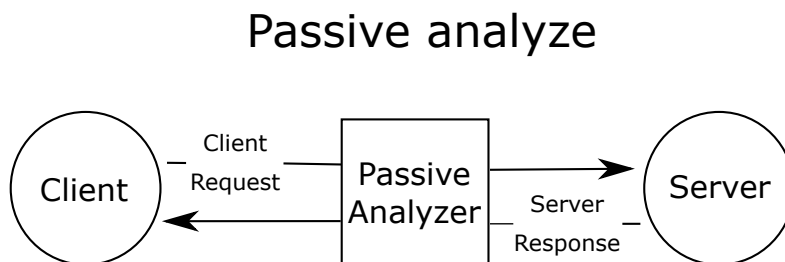 Passive analyze
Client
Client
Request
Passive
Analyzer
Server
Response
Server